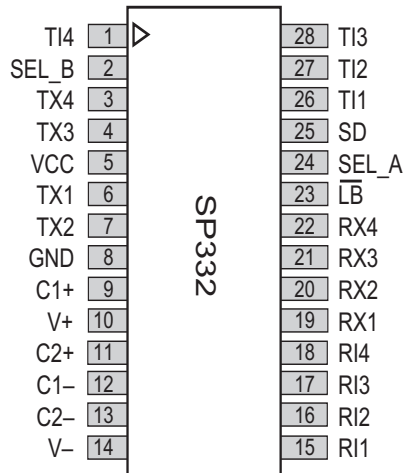 TI4 1 28 TI3
SEL_B 2 27 TI2
TX4 3 26 TI1
TX3 4 25 SD
VCC 5 24 SEL_A
TX1 6 23 L̅B̅
TX2 7 22 RX4
GND 8 21 RX3
C1+ 9 20 RX2
V+ 10 19 RX1
C2+ 11 18 RI4
C1– 12 17 RI3
C2– 13 16 RI2
V– 14 15 RI1
SP332